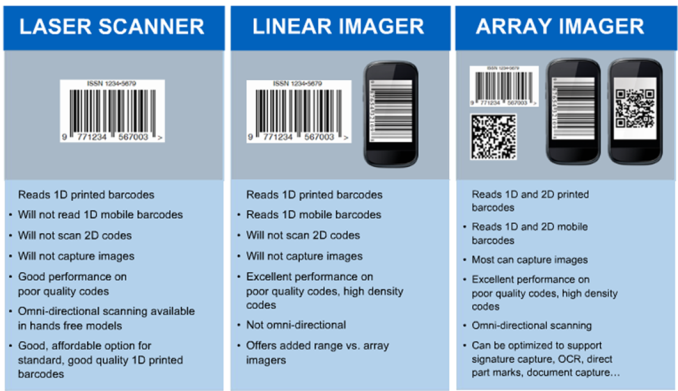 LASER SCANNER
ISSN 1234-5679
9 771234 567003 >
Reads 1D printed barcodes
• Will not read 1D mobile barcodes
• Will not scan 2D codes
• Will not capture images
• Good performance on
poor quality codes
• Omni-directional scanning available
in hands free models
• Good, affordable option for
standard, good quality 1D printed
barcodes
LINEAR IMAGER
ISSN 1234-5679
9 771234 567003 >
Reads 1D printed barcodes
• Reads 1D mobile barcodes
• Will not scan 2D codes
• Will not capture images
• Excellent performance on
poor quality codes, high density
codes
• Not omni-directional
• Offers added range vs. array
imagers
ARRAY IMAGER
ISSN 1234-5679
9 771234 567003 >
Reads 1D and 2D printed
barcodes
• Reads 1D and 2D mobile
barcodes
• Most can capture images
• Excellent performance on
poor quality codes, high density
codes
• Omni-directional scanning
• Can be optimized to support
signature capture, OCR, direct
part marks, document capture…